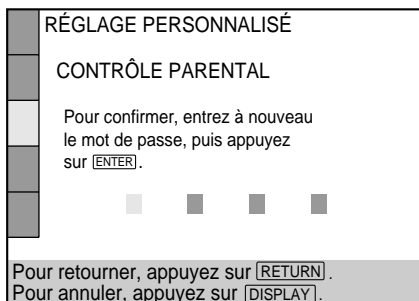 RÉGLAGE PERSONNALISÉ
CONTRÔLE PARENTAL
Pour confirmer, entrez à nouveau
le mot de passe, puis appuyez
sur ENTER.
Pour retourner, appuyez sur RETURN.
Pour annuler, appuyez sur DISPLAY.